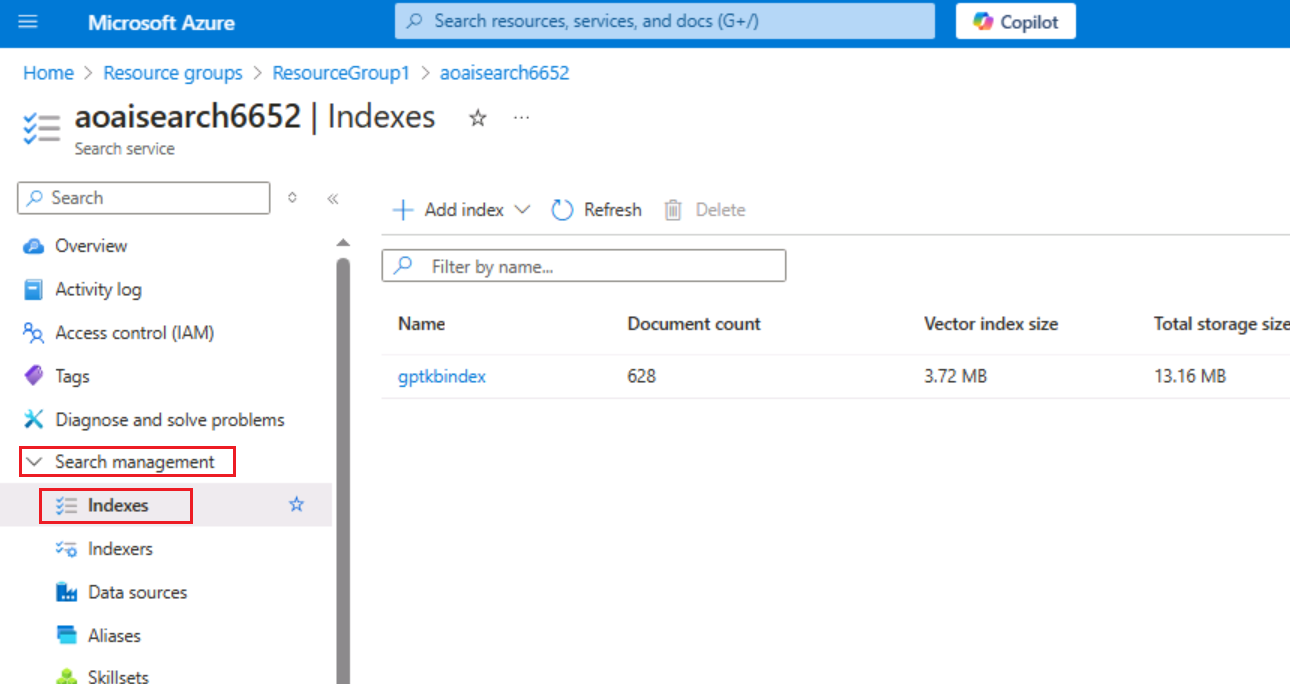 Microsoft Azure
Search resources, services, and docs (G+/)
Copilot
Home > Resource groups > ResourceGroup1 > aoaisearch6652
aoaisearch6652 | Indexes
Search service
Search
Add index
Refresh
Delete
Overview
Activity log
Access control (IAM)
Tags
Diagnose and solve problems
Search management
Indexes
Indexers
Data sources
Aliases
Skillsets
Filter by name...
Name Document count Vector index size Total storage size
gptkbindex 628 3.72 MB 13.16 MB